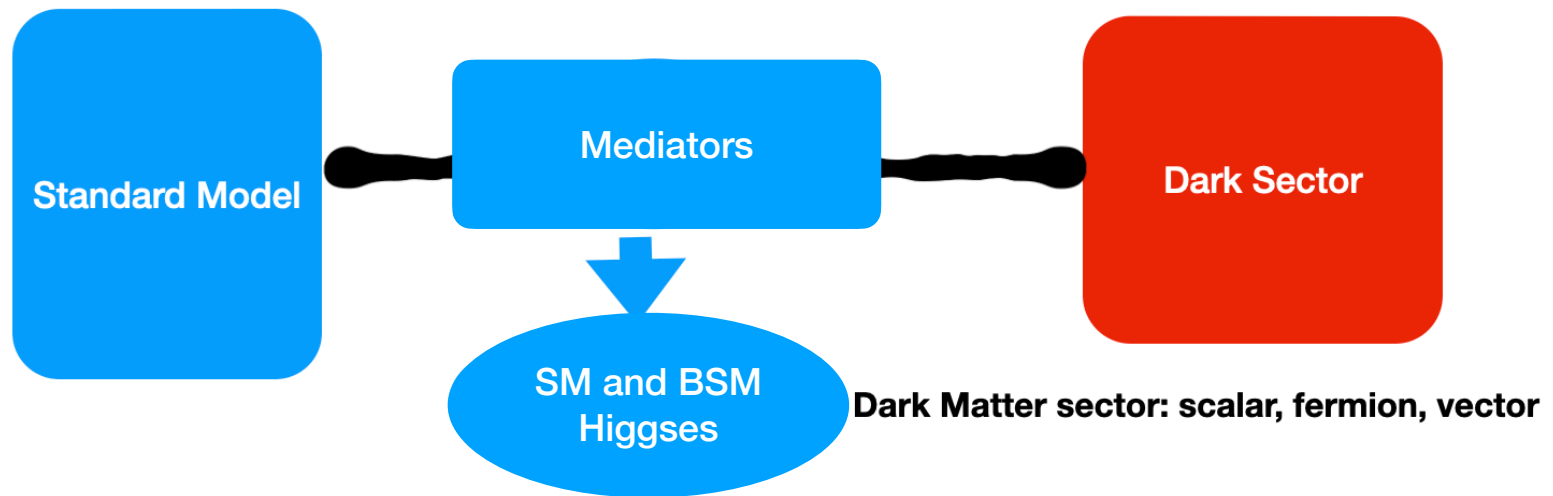 Standard Model
Mediators
Dark Sector
SM and BSM
Higgses
Dark Matter sector: scalar, fermion, vector